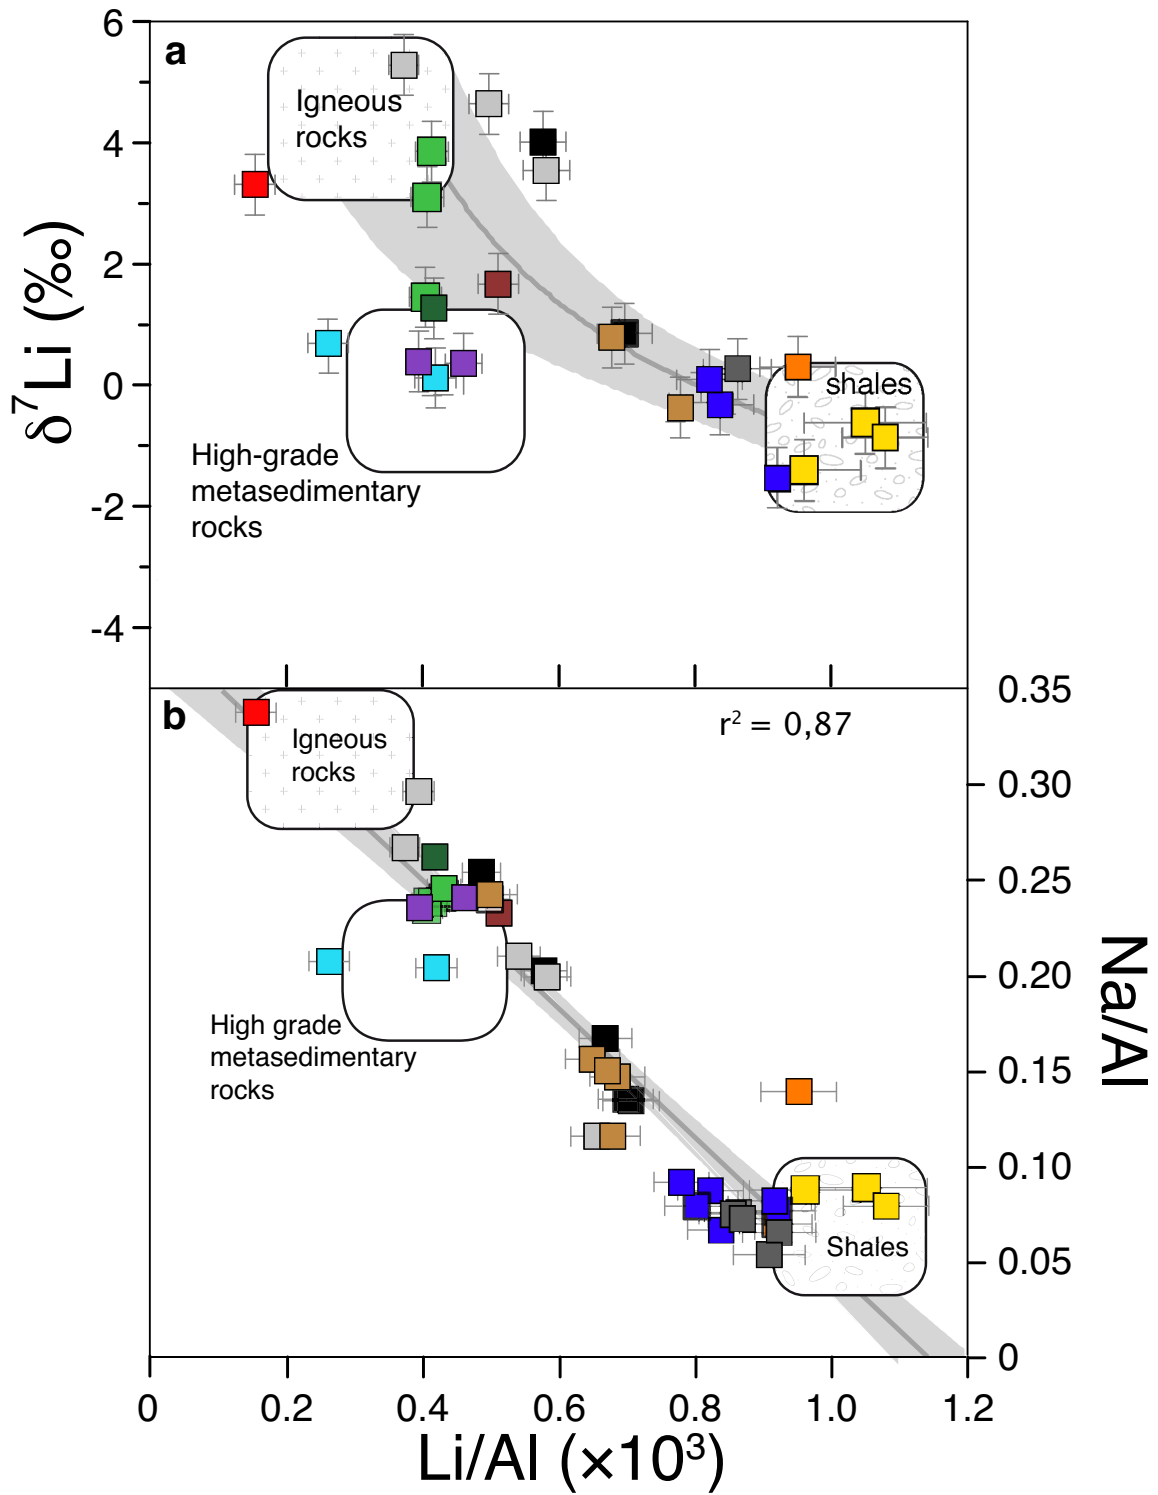 6
4
2
0
-2
-4
δ⁷Li (‰)
a
Igneous
rocks
shales
High-grade
metasedimentary
rocks
b
r² = 0,87
Igneous
rocks
High grade
metasedimentary
rocks
Shales
0.35
0.30
0.25
0.20
0.15
0.10
0.05
0
Na/Al
0 0.2 0.4 0.6 0.8 1.0 1.2
Li/Al (×10³)